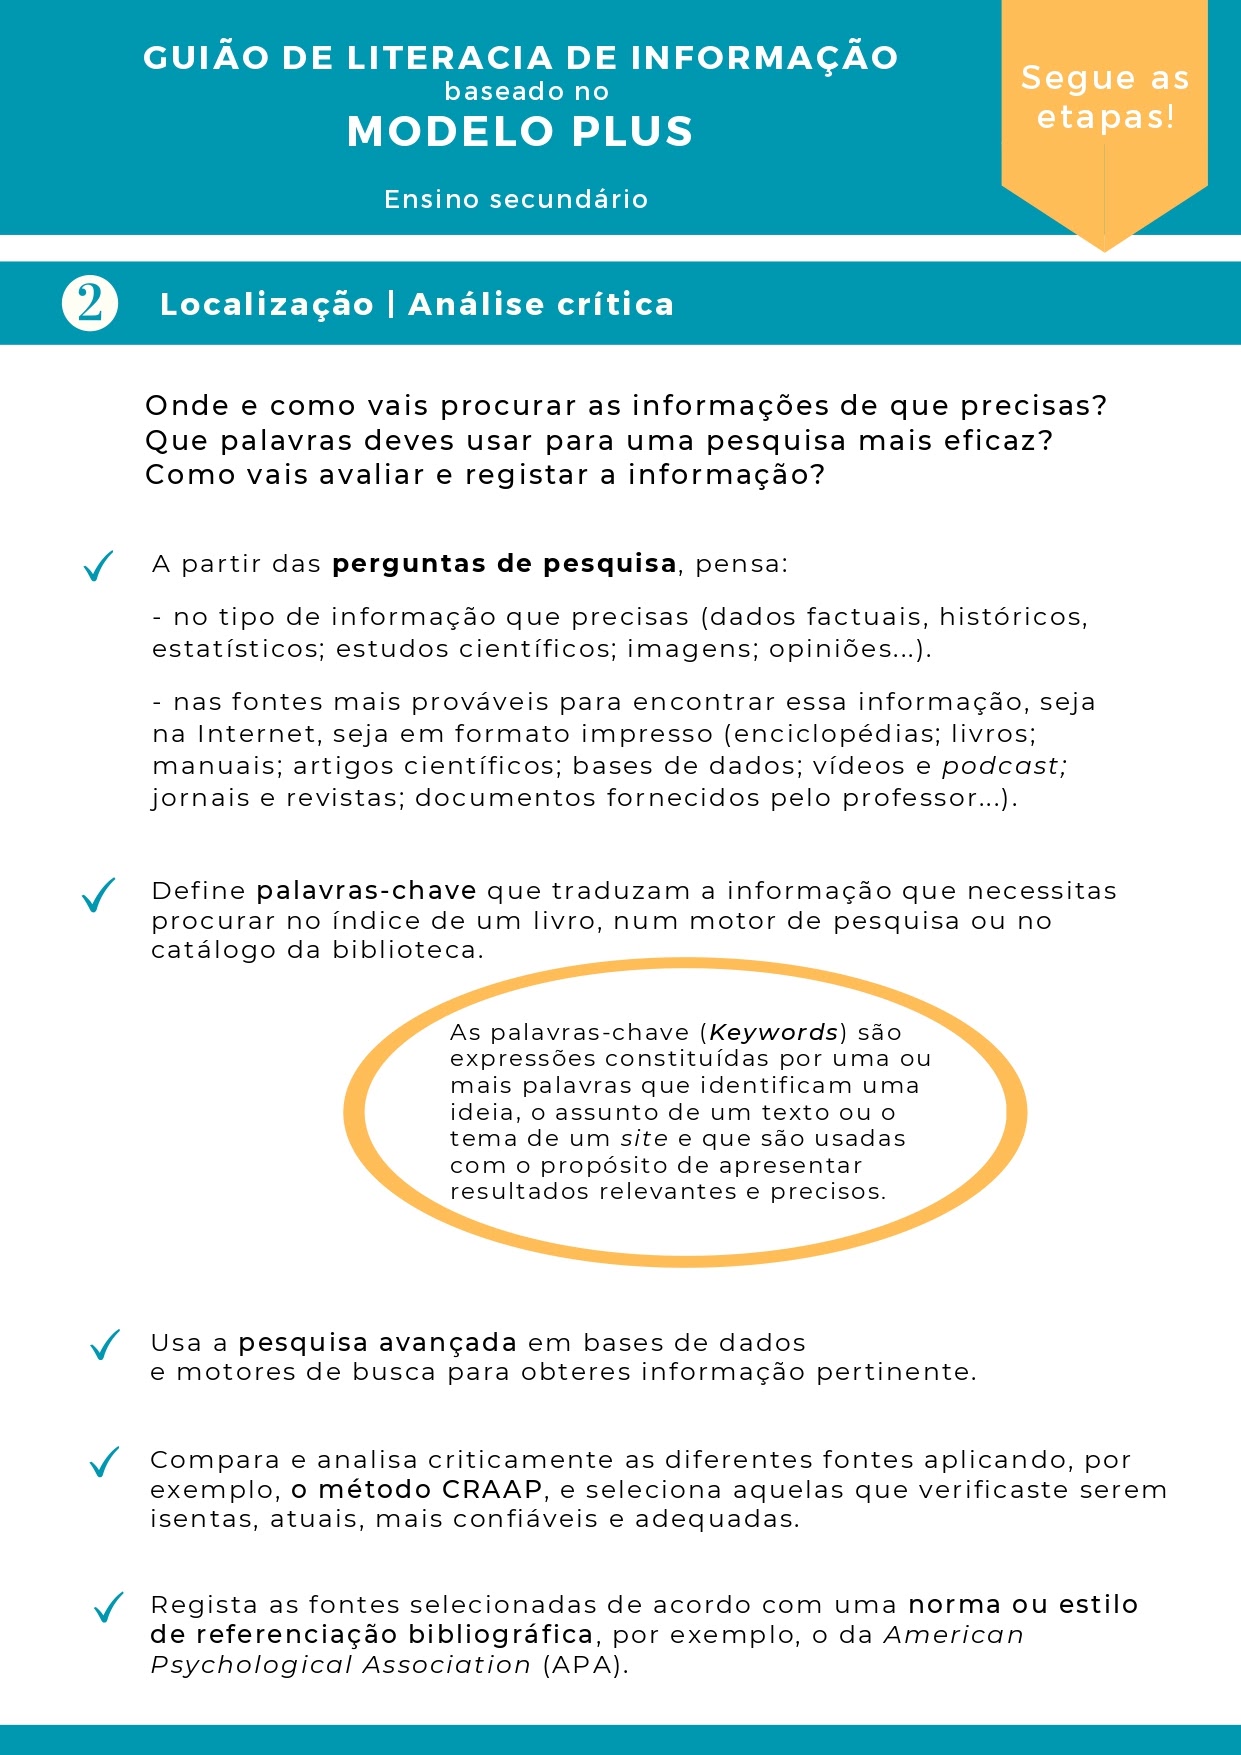 GUIÃO DE LITERACIA DE INFORMAÇÃO
baseado no
MODELO PLUS
Ensino secundário
Segue as
etapas!
2 Localização | Análise crítica
Onde e como vais procurar as informações de que precisas?
Que palavras deves usar para uma pesquisa mais eficaz?
Como vais avaliar e registar a informação?
A partir das perguntas de pesquisa, pensa:
- no tipo de informação que precisas (dados factuais, históricos,
estatísticos; estudos científicos; imagens; opiniões...).
- nas fontes mais prováveis para encontrar essa informação, seja
na Internet, seja em formato impresso (enciclopédias; livros;
manuais; artigos científicos; bases de dados; vídeos e podcast;
jornais e revistas; documentos fornecidos pelo professor...).
Define palavras-chave que traduzam a informação que necessitas
procurar no índice de um livro, num motor de pesquisa ou no
catálogo da biblioteca.
As palavras-chave (Keywords) são
expressões constituídas por uma ou
mais palavras que identificam uma
ideia, o assunto de um texto ou o
tema de um site e que são usadas
com o propósito de apresentar
resultados relevantes e precisos.
Usa a pesquisa avançada em bases de dados
e motores de busca para obteres informação pertinente.
Compara e analisa criticamente as diferentes fontes aplicando, por
exemplo, o método CRAAP, e seleciona aquelas que verificaste serem
isentas, atuais, mais confiáveis e adequadas.
Regista as fontes selecionadas de acordo com uma norma ou estilo
de referenciação bibliográfica, por exemplo, o da American
Psychological Association (APA).